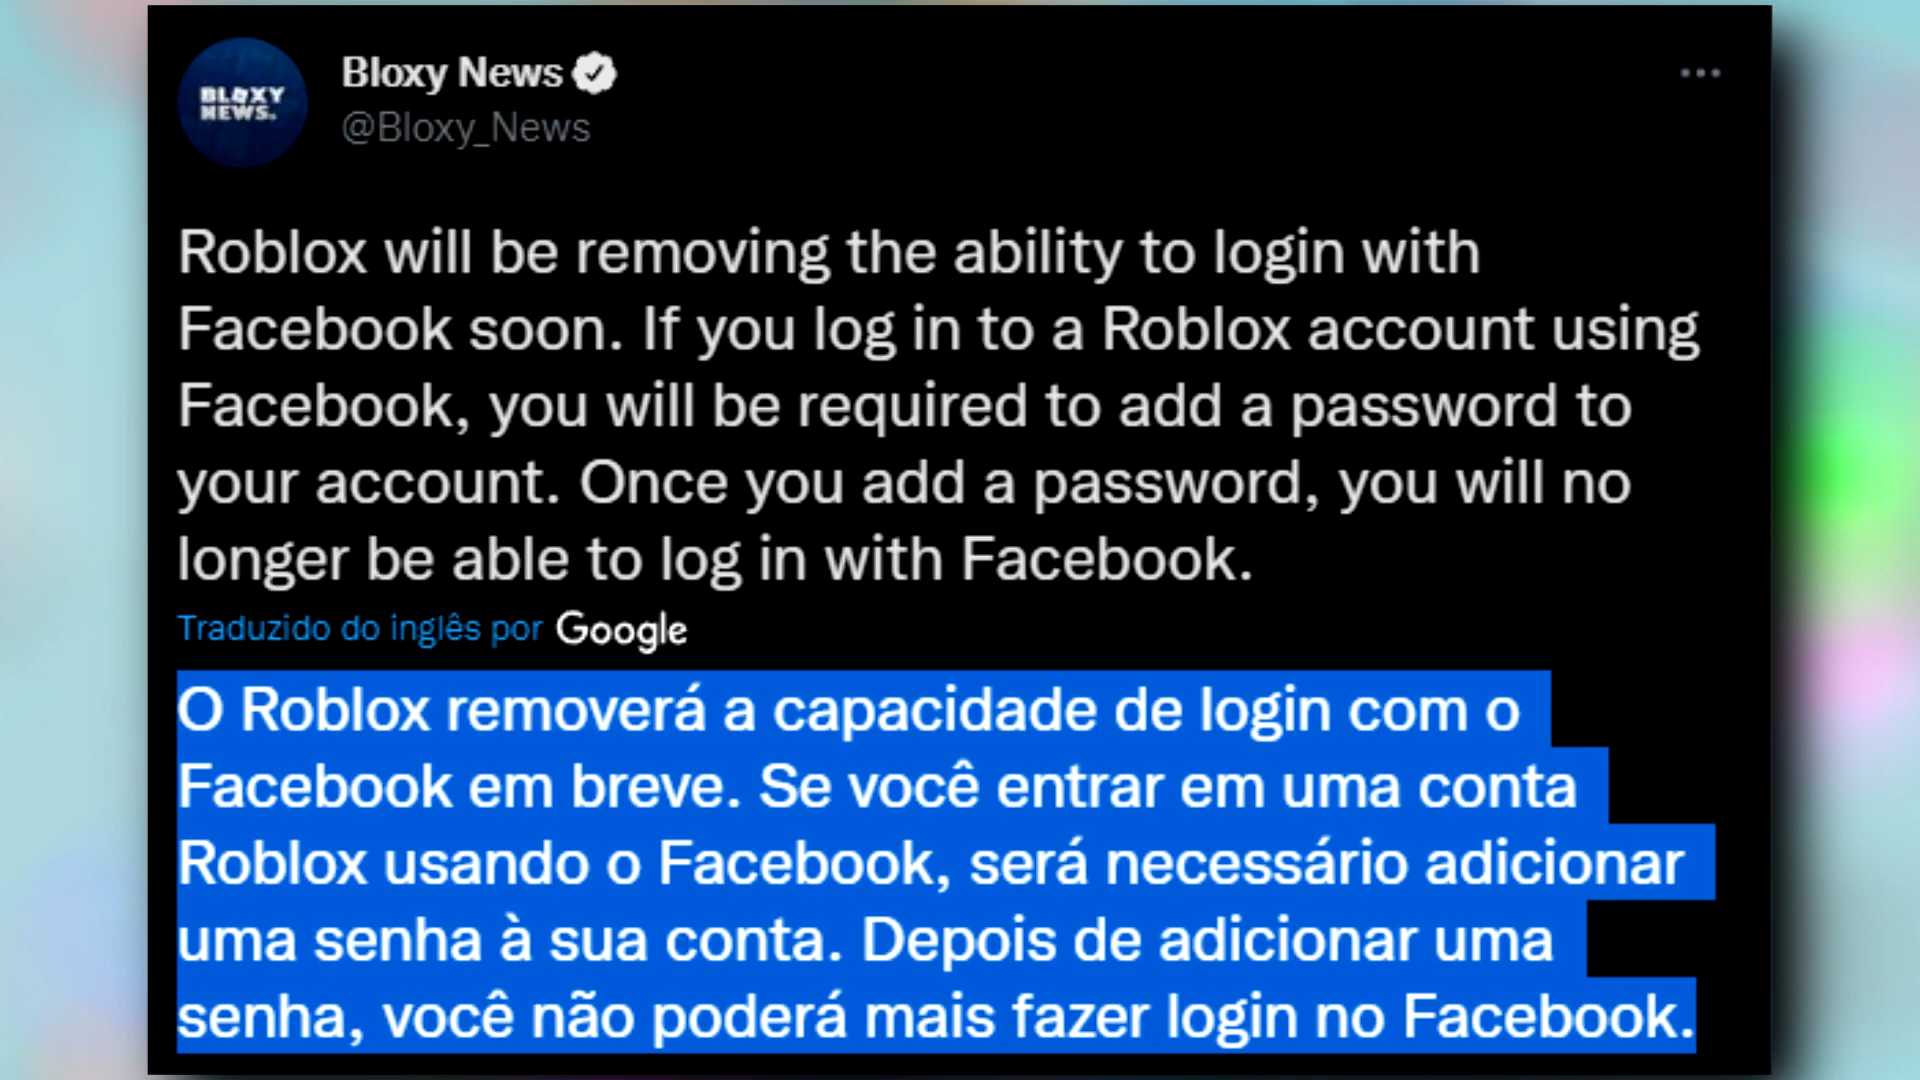 BLOXY
NEWS.
Bloxy News
@Bloxy_News
Roblox will be removing the ability to login with
Facebook soon. If you log in to a Roblox account using
Facebook, you will be required to add a password to
your account. Once you add a password, you will no
longer be able to log in with Facebook.
Traduzido do inglês por Google
O Roblox removerá a capacidade de login com o
Facebook em breve. Se você entrar em uma conta
Roblox usando o Facebook, será necessário adicionar
uma senha à sua conta. Depois de adicionar uma
senha, você não poderá mais fazer login no Facebook.